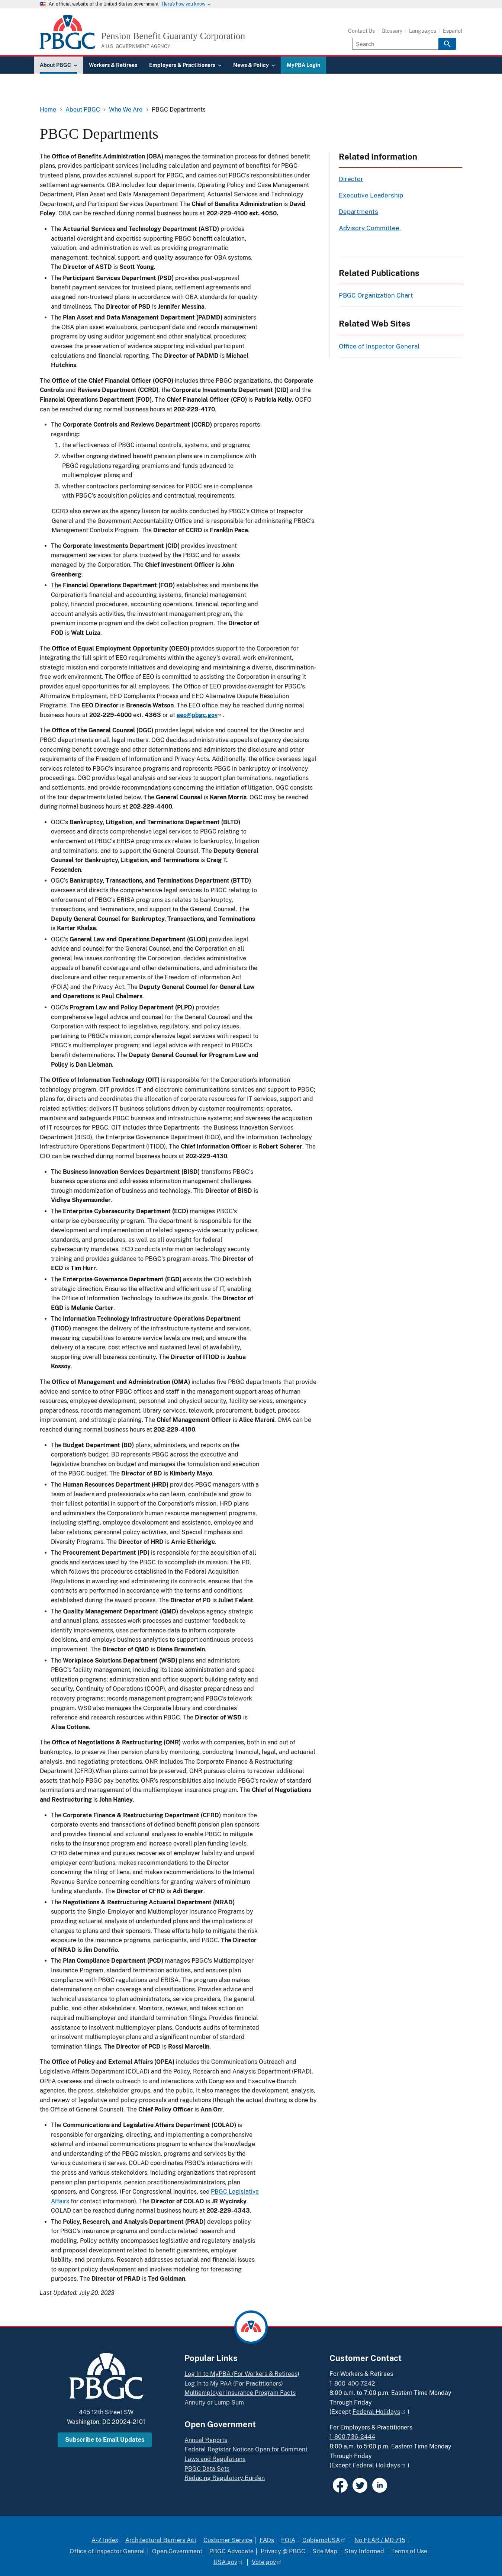 An official website of the United States government Here's how you know
PBGC
Pension Benefit Guaranty Corporation
A U.S. GOVERNMENT AGENCY
Contact Us Glossary Languages Español
Search
About PBGC Workers & Retirees Employers & Practitioners News & Policy MyPBA Login
Home About PBGC Who We Are PBGC Departments
PBGC Departments
The Office of Benefits Administration (OBA) manages the termination process for defined benefit
plans, provides participant services, and carries out PBGC's responsibilities related to payment of benefits for PBGC-
trusteed plans, including services and support to participants such as customer service, benefit determinations, and
issuance of retirement benefits. OBA includes four departments, Operating Policy and Case Management
Department, Plan Asset and Data Management Department, Actuarial Services and Technology
Department, and Participant Services Department The Chief of Benefits Administration is David
Foley. OBA can be reached during normal business hours at 202-229-4100 ext. 4050.
• The Actuarial Services and Technology Department (ASTD) provides
actuarial oversight and expertise supporting PBGC benefit calculation,
valuation, including oversight and direction of benefit determinations,
technical management, support, systems maintenance and guidance for OBA systems.
The Director of ASTD is Scott Young.
• The Participant Services Department (PSD) provides post-approval
payment of benefits and services to participants, beneficiaries, and
alternate payees, negotiates transfers, settlements and defending
assigned non-trusteed plans in accordance with established standards for quality
and timeliness. The Director of PSD is Jennifer Messina.
• The Plan Asset and Data Management Department (PADMD) administers
the OBA plan asset evaluations, participant data and record management
programs by using administrative, judgement and other analytical procedures;
including oversight of asset determination, participant data audits,
calculations and financial reporting. The Director of PADMD is Michael
Hutchins.
The Office of the Chief Financial Officer (OCFO) includes three PBGC organizations, the Corporate
Controls and Reviews Department (CCRD), the Corporate Investments Department (CID) and the
Financial Operations Department (FOD). The Chief Financial Officer (CFO) is Patricia Kelly. OCFO
can be reached during normal business hours at 202-229-4170.
• The Corporate Controls and Reviews Department (CCRD) prepares reports
regarding:
1. the effectiveness of PBGC internal controls, systems, and programs;
2. whether ongoing defined benefit pension plans are in compliance with
PBGC regulations regarding premiums and funds advanced to
multiemployer plans; and
3. whether contractors performing services for PBGC are in compliance
with PBGC's acquisition policies and contractual requirements.
CCRD also serves as the agency liaison for audits conducted by PBGC's Office of Inspector
General and the Government Accountability Office and is responsible for administrating PBGC's
Management Controls Program. The Director of CCRD is Franklin Pace.
• The Corporate Investments Department (CID) provides investment
management services for plans trusteed by the PBGC and for assets
managed by the Corporation. The Chief Investment Officer is John
Greenberg.
• The Financial Operations Department (FOD) establishes and maintains the
Corporation's financial and accounting systems, financial management
policy, financial procedures, and accounting operations, financial reporting and
investment accounting activities, asset management program, the
premium income program and the debt collection program. The Director of
FOD is Walt Luiza.
The Office of Equal Employment Opportunity (OEEO) provides support to the Corporation for
integrating the full spirit of EEO requirements into the agency's overall work environment,
strategic mission, management accountability, and by maintaining a diverse, discrimination-
free work environment. The Office of EEO is committed to assisting the Corporation in ensuring it
provides equal opportunities for all employees. The Office of EEO provides oversight for PBGC's
Affirmative Employment, EEO Complaints Process and EEO Alternative Dispute Resolution
Programs. The EEO Director is Brenecia Watson. The EEO office may be reached during normal
business hours at 202-229-4000 ext. 4363 or at eeo@pbgc.gov .
The Office of the General Counsel (OGC) provides legal advice and counsel for the Director and
PBGC departments on all legal matters. OGC decides administrative appeals of agency decisions
concerning benefit coverage and other matters and also handles disclosure requests under the
requirements of the Freedom of Information and Privacy Acts. Additionally, the office oversees legal
services related to PGBC's insurance programs and represents PBGC in bankruptcy or insolvency
proceedings. OGC provides legal analysis and services to support plan terminations, negotiations
and settlements, and provides legal guidance on matters concerning the initiation of litigation. OGC consists
of the four departments listed below. The General Counsel is Karen Morris. OGC may be reached
during normal business hours at 202-229-4400.
• OGC's Bankruptcy, Litigation, and Terminations Department (BLTD)
oversees and directs comprehensive legal services to PBGC relating to
enforcement of PBGC's ERISA programs as relates to bankruptcy, litigation
and terminations, and to support the General Counsel. The Deputy General
Counsel for Bankruptcy, Litigation, and Terminations is Craig T.
Fessenden.
• OGC's Bankruptcy, Transactions, and Terminations Department (BTTD)
oversees and directs the comprehensive legal services to PBGC relating to
enforcement of PBGC's ERISA programs as relates to bankruptcy,
transactions, and terminations, and to support the General Counsel. The
Deputy General Counsel for Bankruptcy, Transactions, and Terminations
is Kartar Khalsa.
• OGC's General Law and Operations Department (GLOD) provides legal
advice and counsel for the General Counsel and the Corporation on all
administrative and general law matters, and also handles
disclosure requests under the requirements of the Freedom of Information Act
(FOIA) and the Privacy Act. The Deputy General Counsel for General Law
and Operations is Paul Chalmers.
• OGC's Program Law and Policy Department (PLPD) provides
comprehensive legal advice and counsel for the General Counsel and the
Corporation with respect to legislative, regulatory, and policy issues
pertaining to PBGC, comprehensive legal services with respect to
PBGC's multiemployer program; and legal advice with respect to PBGC's
benefit determinations. The Deputy General Counsel for Program Law and
Policy is Dan Liebman.
The Office of Information Technology (OIT) is responsible for the Corporation's information
technology program. OIT provides IT and electronic communications and systems support to PBGC;
plans for, directs and coordinates the allocation of corporate resources for IT services, support and
related activities; delivers IT business solutions driven by customer requirements; operates,
maintains and safeguards PBGC business and infrastructure systems; and oversees the acquisition
of IT resources for PBGC. OIT includes three departments - the Business Innovation Services
Department (BISD), the Enterprise Governance Department (EGD), and the Information Technology
Infrastructure Operations Department (ITIOD). The Chief Information Officer is Robert Scherer. The
CIO can be reached during normal business hours at 202-229-4130.
• The Business Innovation Services Department (BISD) transforms PBGC's
operations and addresses information management challenges
through modernization of business and technology. The Director of BISD is
Vidhya Shyamsunder.
• The Enterprise Cybersecurity Department (ECD) manages PBGC's
enterprise cybersecurity program. The department is responsible for the
development and implementation of related agency-wide security policies,
and procedures, as well as all oversight for federal
cybersecurity mandates. ECD conducts information technology security
training and provides guidance to PBGC's program areas. The Director of
ECD is Tim Hurr.
• The Enterprise Governance Department (EGD) assists the CIO establish
strategic direction. Ensures the effective and efficient use of IT, enabling
the Office of Information Technology to achieve its goals. The Director of
EGD is Melanie Carter.
• The Information Technology Infrastructure Operations Department
(ITIOD) manages the delivery of the infrastructure systems and support,
resourcing capabilities to ensure service levels are met; and ensure the
delivery of a secure, cost effective and sustained level of availability,
supporting overall business continuity. The Director of ITIOD is Joshua
Kossoy.
The Office of Management and Administration (OMA) includes five PBGC departments that provide
advice and service to other PBGC offices and staff in the management support areas of human
resources, employee and labor relations, space and facilities management, enterprise
services, training, library services, telework, procurement, budget, process
improvement, and strategic planning. The Chief Management Officer is Alice Maroni. OMA can be
reached during normal business hours at 202-229-4180.
• The Budget Department (BD) plans, administers, and reports on the
corporation's budget. BD represents PBGC across the executive and
legislative branches on budget and manages the formulation and execution
of the PBGC budget. The Director of BD is Kimberly Mayo.
• The Human Resources Department (HRD) provides PBGC managers with a
team of leaders and professionals who can learn, contribute and grow to
their fullest potential in support of the Corporation's mission. HRD plans
and administers the Corporation's human resource management programs,
including staffing, employee development and assistance, employee and
labor relations, personnel policy activities, and Special Emphasis and
Diversity Programs. The Director of HRD is Arrie Etheridge.
• The Procurement Department (PD) is responsible for the acquisition of all
goods and services used by the PBGC to accomplish its mission. The PD,
which follows the procedures established in the Federal Acquisition
Regulations in awarding and administering its contracts, ensures that
contracts are delivered timely and in accordance with the terms and
conditions of the contract. The Director of PD is Juliet Felent.
• The Quality Management Department (QMD) develops agency strategic
and annual plans, assesses work processes and customer feedback to
identify improvements, uses performance measurement to
inform decisions, and employs business analysis to support continuous process
improvement. The Director of QMD is Diane Braunstein.
• The Workplace Solutions Department (WSD) plans and administers
PBGC's facility management, including its lease administration and space
utilization programs; administration and office support; building safety and
security, Continuity of Operations (COOP), and disaster preparedness and
response programs; records management program; and PBGC's telework
program. WSD also manages the Corporate library and coordinates
reference and research resources within PBGC. The Director of WSD is
Alisa Cottone.
The Office of Negotiations & Restructuring (ONR) works with companies, both in and out of
bankruptcy, to preserve their pension plans by monitoring, conducting financial, legal, and actuarial
analysis, and negotiating protections. ONR includes The Corporate Finance & Restructuring
Department (CFRD).When plans cannot be preserved, ONR pursues claims to recover additional
assets that help PBGC pay benefits. ONR's responsibilities also include PBGC's review of standard
terminations and management of the multiemployer insurance program. The Chief of Negotiations
and Restructuring is John Hanley.
• The Corporate Finance & Restructuring Department (CFRD) monitors the
corporate events and transactions of defined benefit pension plan sponsors
and provides financial and actuarial analyses to enable PBGC to
mitigate risks to the program and increase overall plan funding levels.
CFRD determines and pursues recovery in the event of corporate
bankruptcies, makes recommendations to the Director
concerning the filing of liens, and makes recommendations to the Internal
Revenue Service concerning conditions for granting waivers of minimum funding
standards. The Director of CFRD is Adi Berger.
• The Negotiations & Restructuring Actuarial Department (NRAD)
supports the Single-Employer and Multiemployer Insurance Programs by
providing actuarial analysis of underfunded plans and the implications of
changes in plans and their sponsors. These efforts help to mitigate the risk
exposure to the insurance programs, participants, and PBGC. The Director
of NRAD is Jim Donofrio.
• The Plan Compliance Department (PCD) manages PBGC's Multiemployer
Insurance Program, standard termination activities, and ensures plan
compliance with PBGC regulations and ERISA. The program also makes
determinations on plan coverage and classifications. Provides advice and
technical assistance to plan administrators, service providers, the general
public, and other stakeholders. Monitors, reviews, and takes action on
matters related to required standard termination filings. Provides financial
assistance to insolvent multiemployer plans and ensures completion of all
standard terminations. The Director of PCD is Rossi Marcelin.
The Office of Policy and External Affairs (OPEA) includes the Communications Outreach and
Legislative Affairs Department (COLAD) and the Policy, Research and Analysis Department (PRAD).
OPEA directs PBGC's relations and outreach to with Congress and Executive Branch
agencies, the pension community, stakeholder groups, and the public. It also
leads the development of pension policy and policy proposals and regulations (though the actual drafting is done by
the Office of General Counsel). The Chief Policy Officer is Ann Orr.
• The Communications and Legislative Affairs Department (COLAD) is
responsible for organizing, directing, and implementing a comprehensive
internal and external communications program to enhance the
understanding and knowledge of the PBGC mission, programs and services by the
various customers it serves. COLAD coordinates PBGC's interactions with
the press and various stakeholders, including organizations that represent
pension plan participants, pension practitioners/administrators, plan
sponsors, and Congress. (For Congressional inquiries, see PBGC Legislative
Affairs for contact information). The Director of COLAD is JR Wycinsky.
COLAD can be reached during normal business hours at 202-229-4343.
• The Policy, Research, and Analysis Department (PRAD) develops policy
for PBGC's insurance programs and conducts related research and
modeling. Policy activities include analyzing legislative and regulatory
proposals and development related to benefit guarantees, employer
liability, and premiums. Research addresses actuarial and financial issues
to support policy development and the effective management of insurance
programs. The Director of PRAD is Ted Goldman.
Last Updated: July 20, 2023
Related Information
Director
Executive Leadership
Departments
Advisory Committee
Related Publications
PBGC Organization Chart
Related Web Sites
Office of Inspector General
PBGC
445 12th Street SW
Washington, DC 20024-2101
Subscribe to Email Updates
Popular Links
Log In to MyPBA (For Workers & Retirees)
Log In to My PAA (For Practitioners)
Multiemployer Insurance Program Facts
Annuity or Lump Sum
Open Government
Annual Reports
Federal Register Notices Open for Comment
Laws and Regulations
PBGC Data Sets
Reducing Regulatory Burden
Customer Contact
For Workers & Retirees
1-800-400-7242
8:00 a.m. to 7:00 p.m. Eastern Time Monday
Through Friday
(Except Federal Holidays )
For Employers & Practitioners
1-800-736-2444
8:00 a.m. to 5:00 p.m. Eastern Time Monday
Through Friday
(Except Federal Holidays )
A-Z Index | Architectural Barriers Act | Customer Service | FAQs | FOIA | GobiernoUSA | No FEAR / MD 715 |
Office of Inspector General | Open Government | PBGC Advocate | Privacy @ PBGC | Site Map | Stay Informed | Terms of Use |
USA.gov | Vote.gov